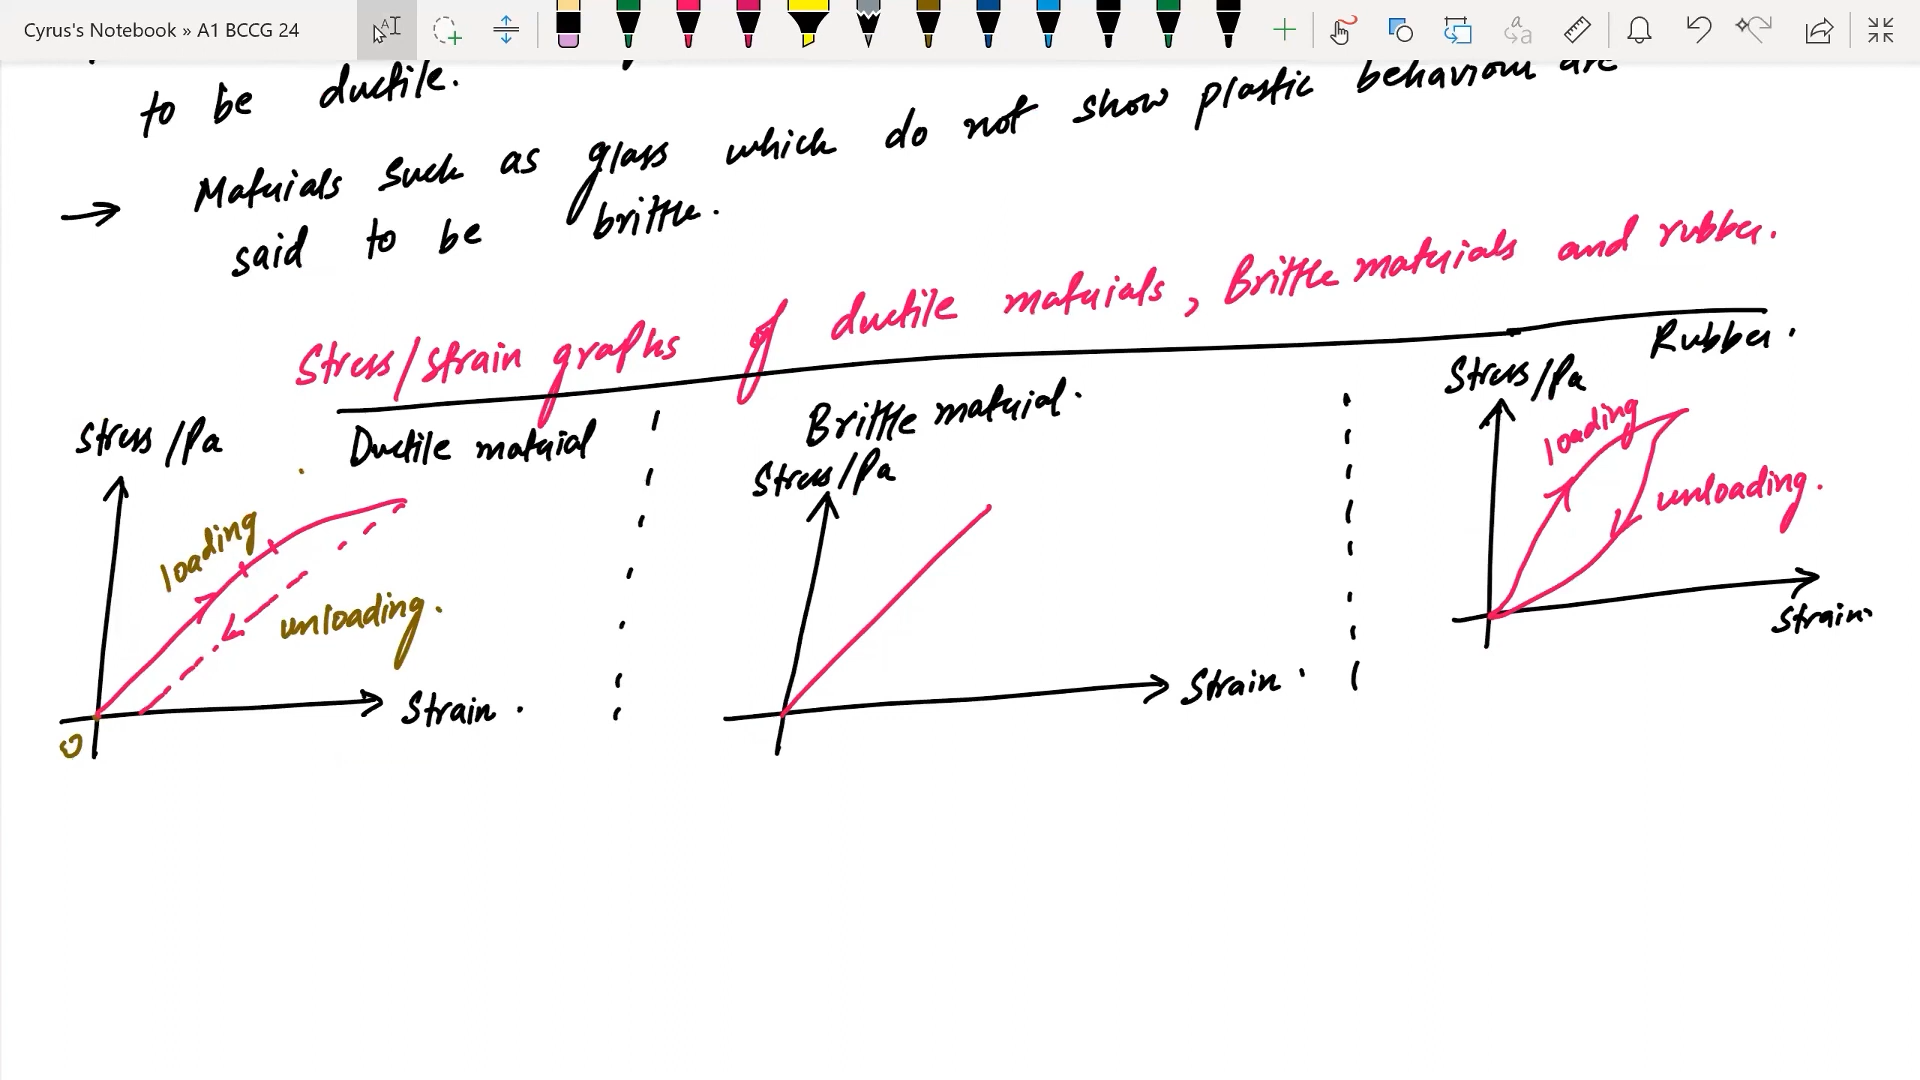 Cyrus's Notebook » A1 BCCG 24
to be ductile.
→ Materials such as glass which do not show plastic behaviour are
said to be brittle.
Stress/strain graphs of ductile materials, Brittle materials and rubber.
Stress/Pa
Ductile material
loading
unloading.
Strain.
O
Brittle material.
Stress/Pa
Strain.
Rubber.
Stress/Pa
loading
unloading.
Strain.